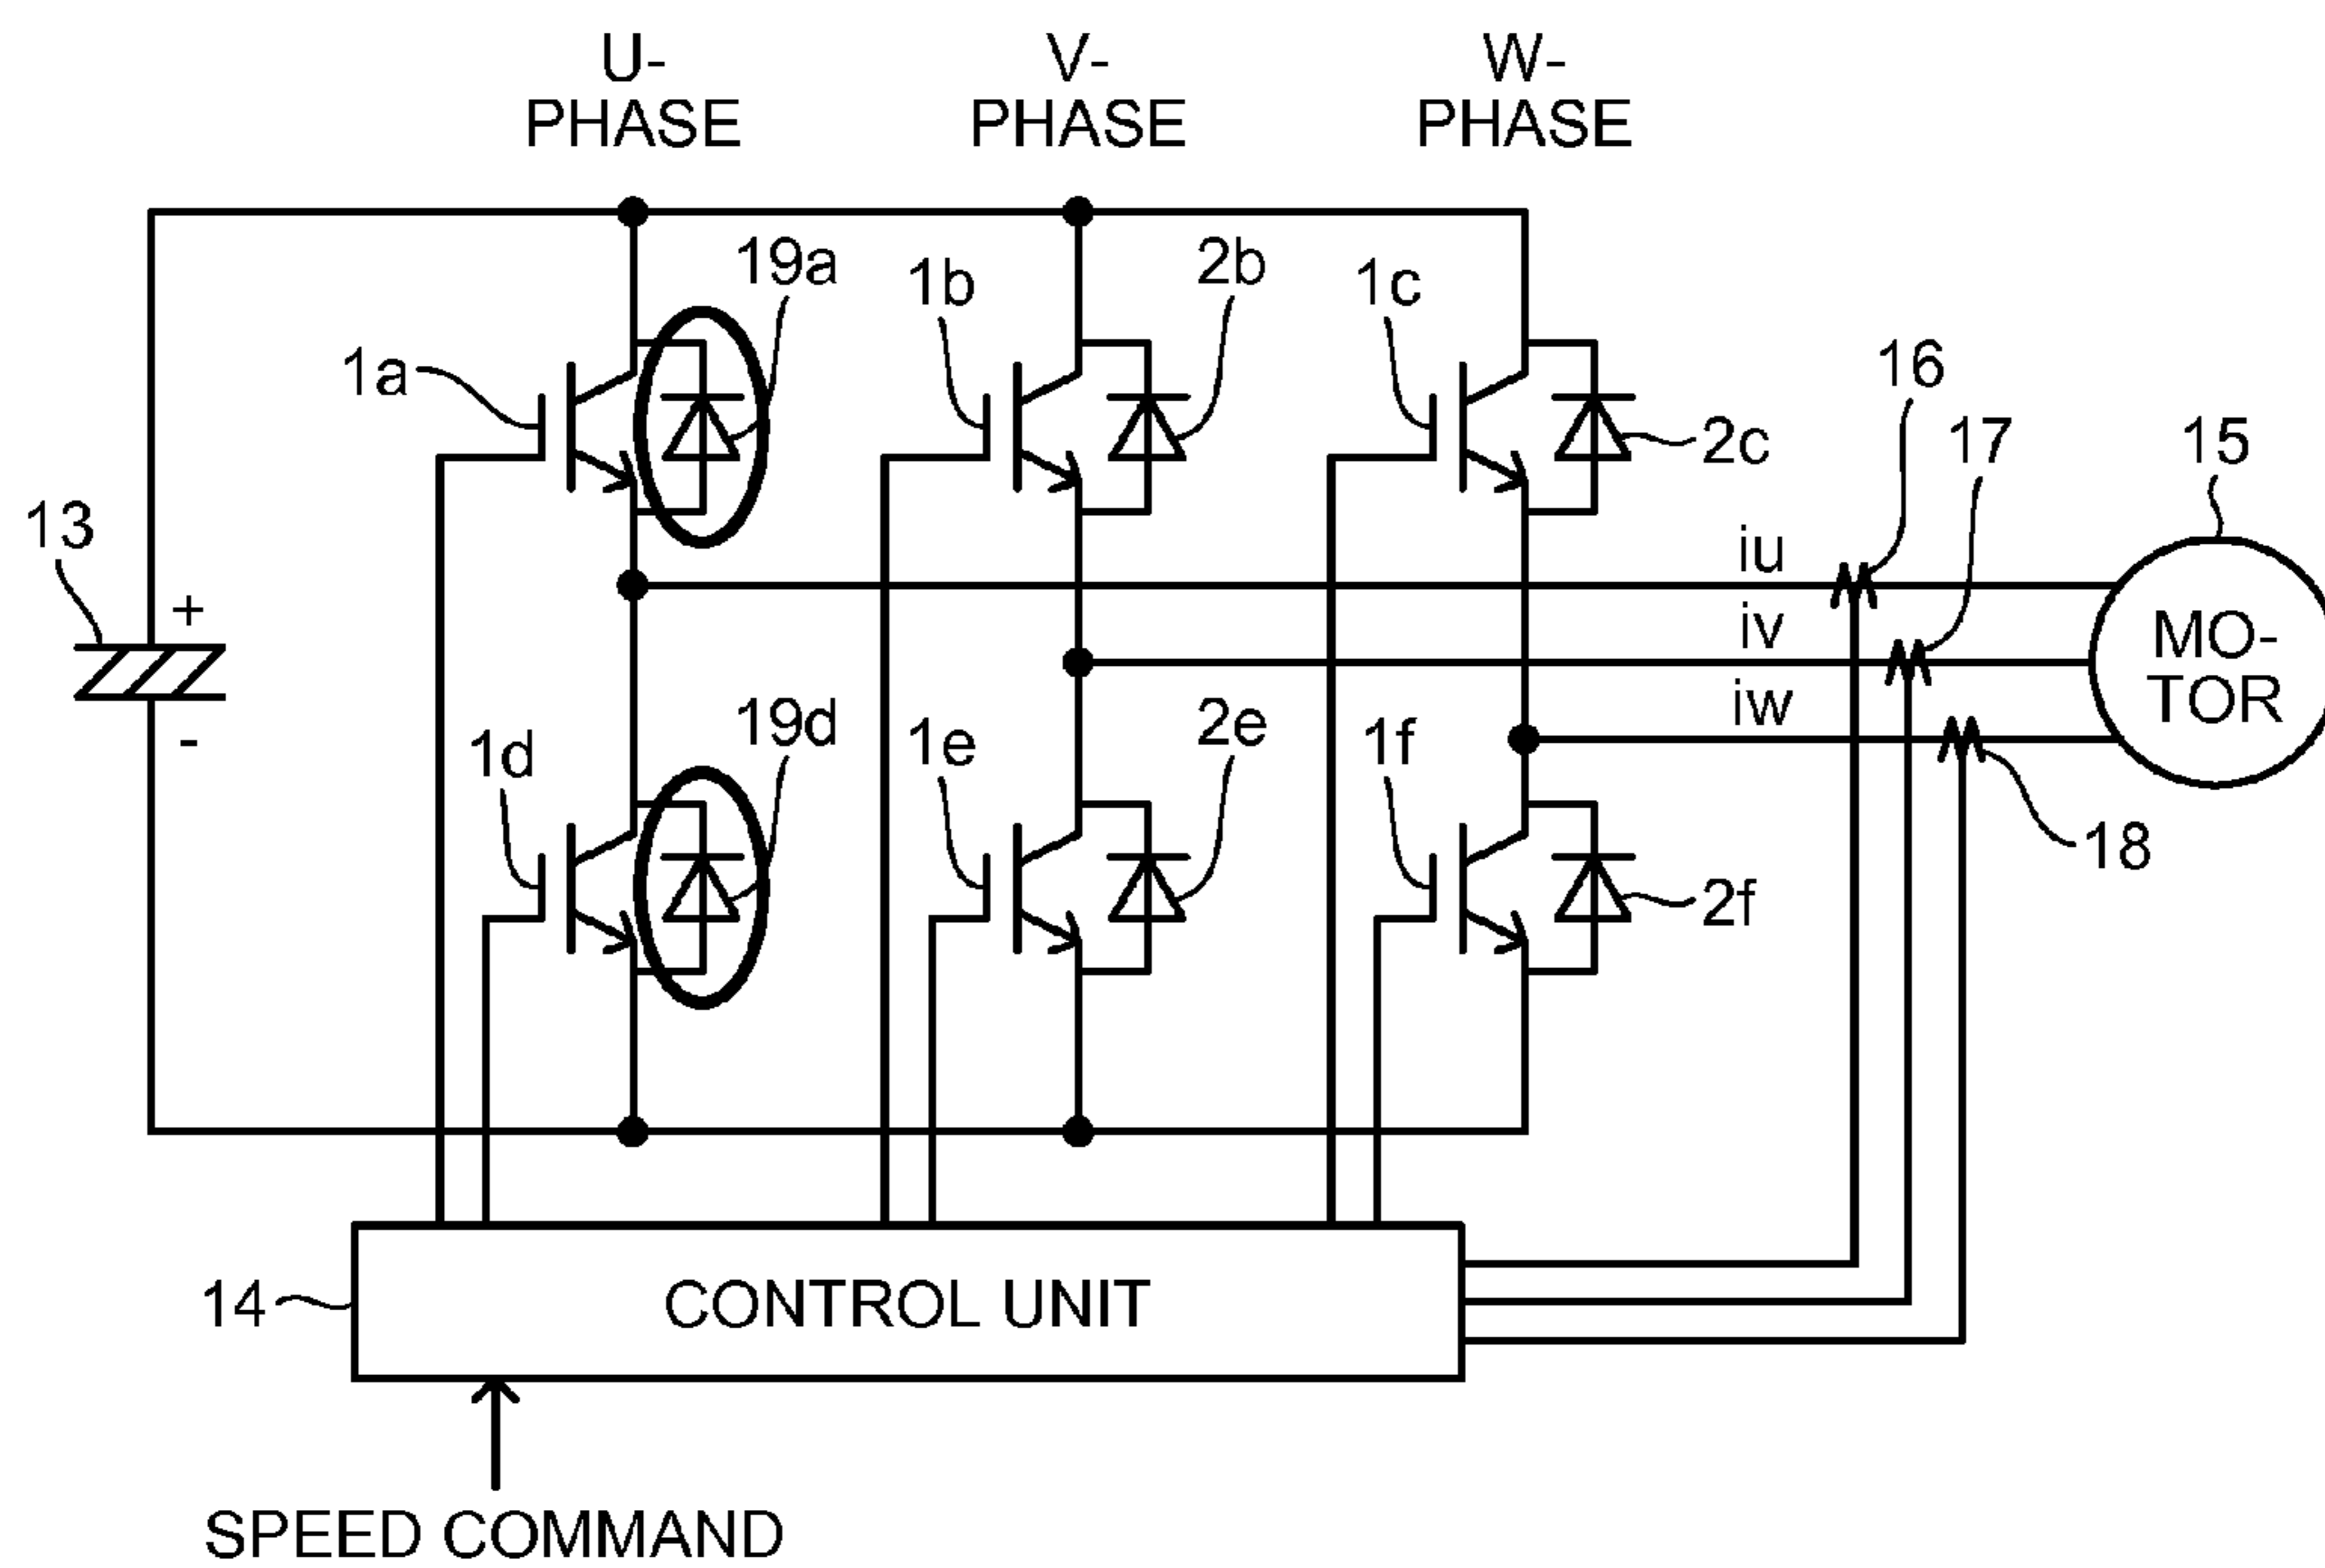 U-
PHASE
V-
PHASE
W-
PHASE
19a
1b
2b
1c
1a
16
17
15
2c
13
iu
+
iv
MO-
TOR
iw
-
1d
19d
1e
2e
1f
18
2f
14
CONTROL UNIT
SPEED COMMAND